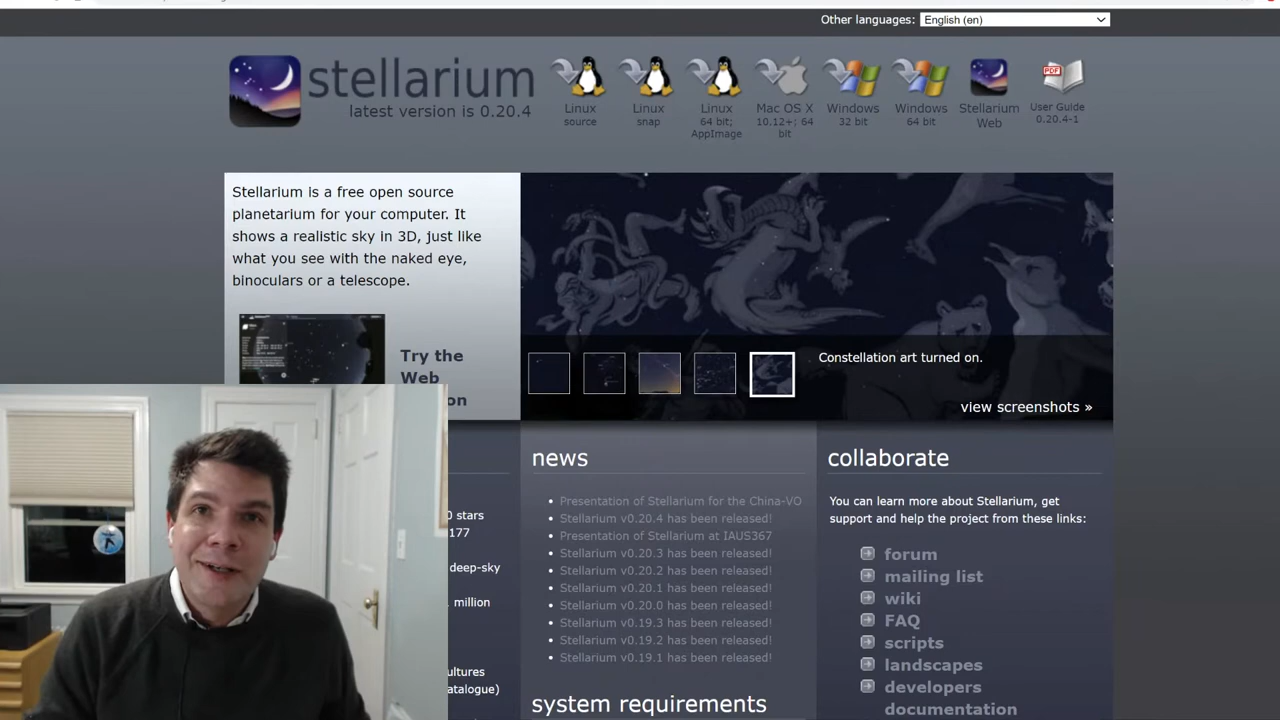 Other languages: English (en)
stellarium
latest version is 0.20.4
Linux
source
Linux
snap
Linux
64 bit;
AppImage
Mac OS X
10.12+; 64
bit
Windows
32 bit
Windows
64 bit
Stellarium
Web
PDF
User Guide
0.20.4-1
Stellarium is a free open source
planetarium for your computer. It
shows a realistic sky in 3D, just like
what you see with the naked eye,
binoculars or a telescope.
Try the
Web
on
Constellation art turned on.
view screenshots »
0 stars
177
deep-sky
million
ultures
atalogue)
news
Presentation of Stellarium for the China-VO
Stellarium v0.20.4 has been released!
Presentation of Stellarium at IAUS367
Stellarium v0.20.3 has been released!
Stellarium v0.20.2 has been released!
Stellarium v0.20.1 has been released!
Stellarium v0.20.0 has been released!
Stellarium v0.19.3 has been released!
Stellarium v0.19.2 has been released!
Stellarium v0.19.1 has been released!
system requirements
collaborate
You can learn more about Stellarium, get
support and help the project from these links:
forum
mailing list
wiki
FAQ
scripts
landscapes
developers
documentation